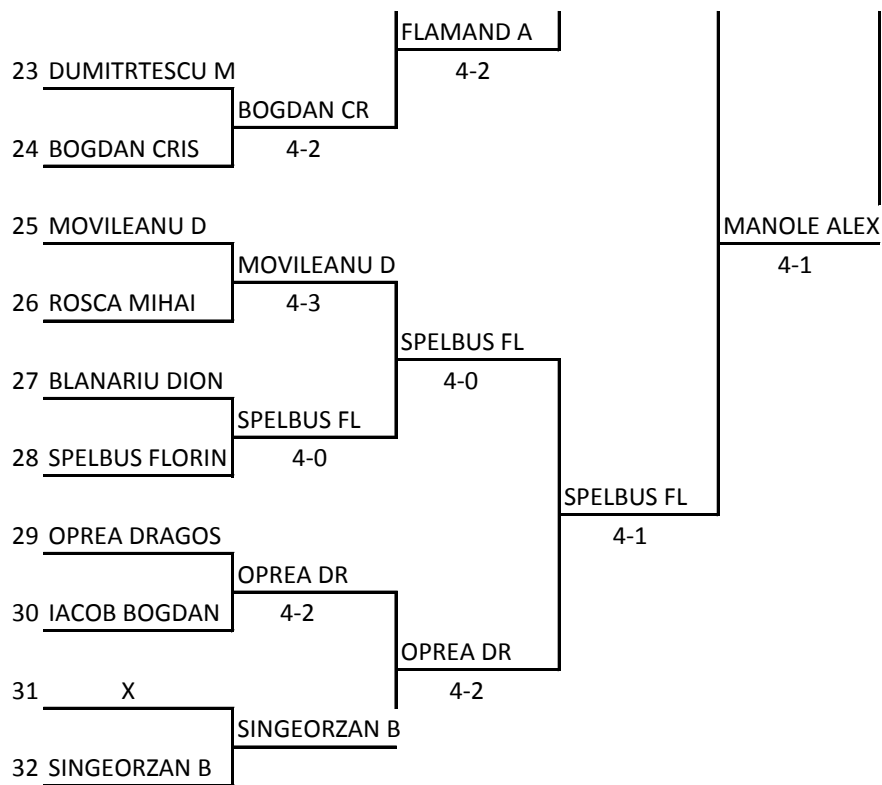 FLAMAND A
23 DUMITRTESCU M 4-2
BOGDAN CR
24 BOGDAN CRIS 4-2
25 MOVILEANU D MANOLE ALEX
MOVILEANU D 4-1
26 ROSCA MIHAI 4-3
SPELBUS FL
27 BLANARIU DION 4-0
SPELBUS FL
28 SPELBUS FLORIN 4-0
SPELBUS FL
29 OPREA DRAGOS 4-1
OPREA DR
30 IACOB BOGDAN 4-2
OPREA DR
31 X 4-2
SINGEORZAN B
32 SINGEORZAN B